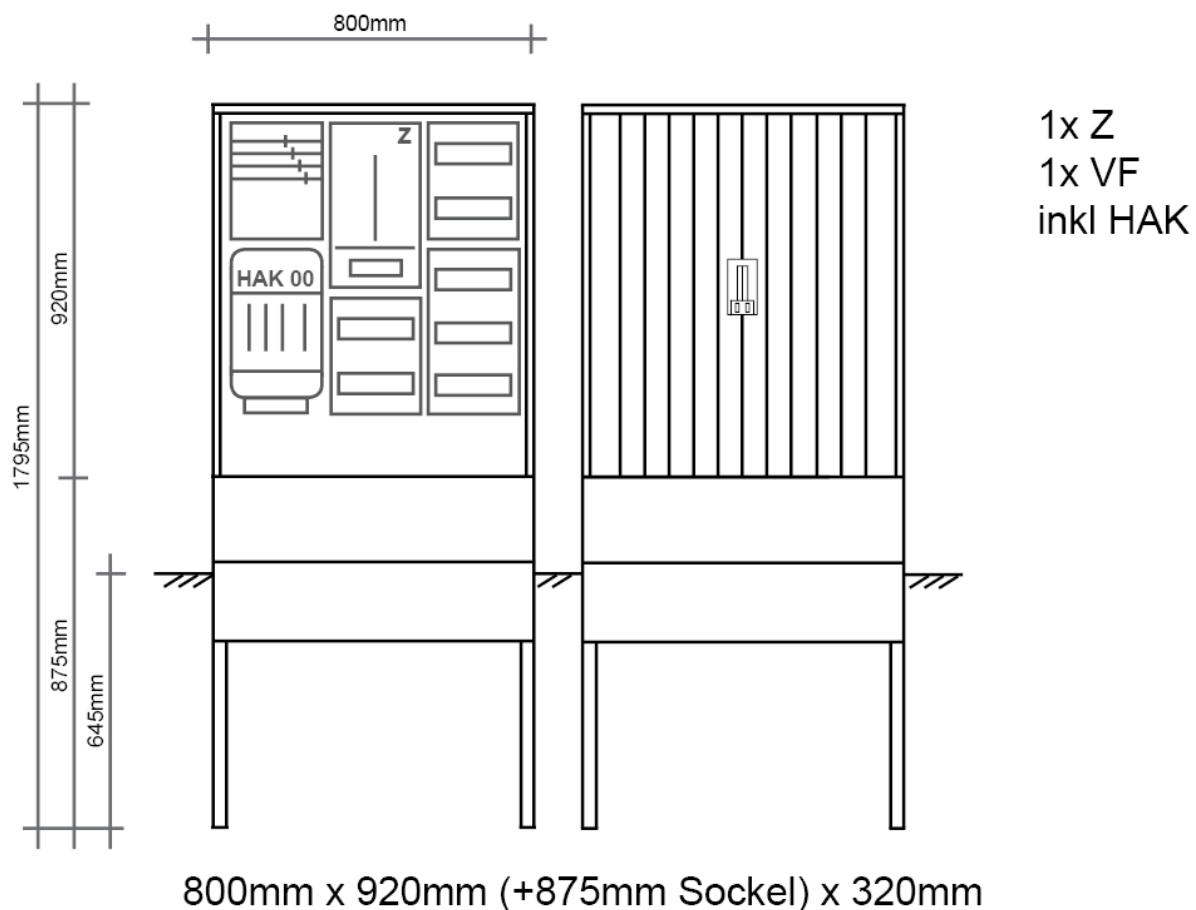 800mm
1x Z
1x VF
inkl HAK
Z
HAK 00
920mm
1795mm
875mm
645mm
800mm x 920mm (+875mm Sockel) x 320mm